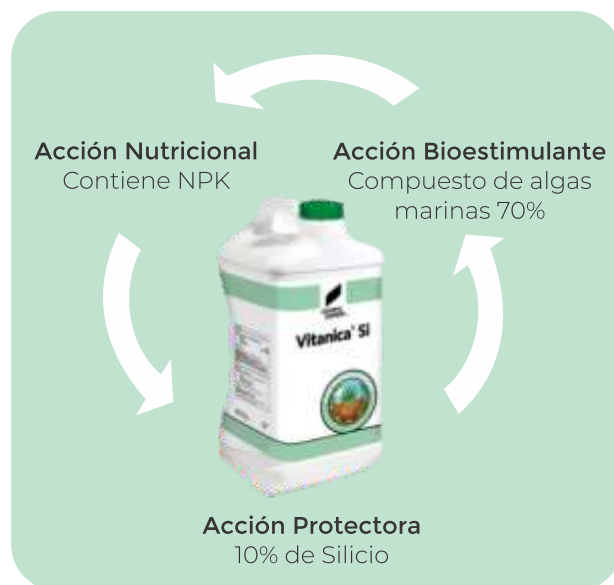 Acción Nutricional
Contiene NPK
Acción Bioestimulante
Compuesto de algas
marinas 70%
Vitanica® Si
Acción Protectora
10% de Silicio